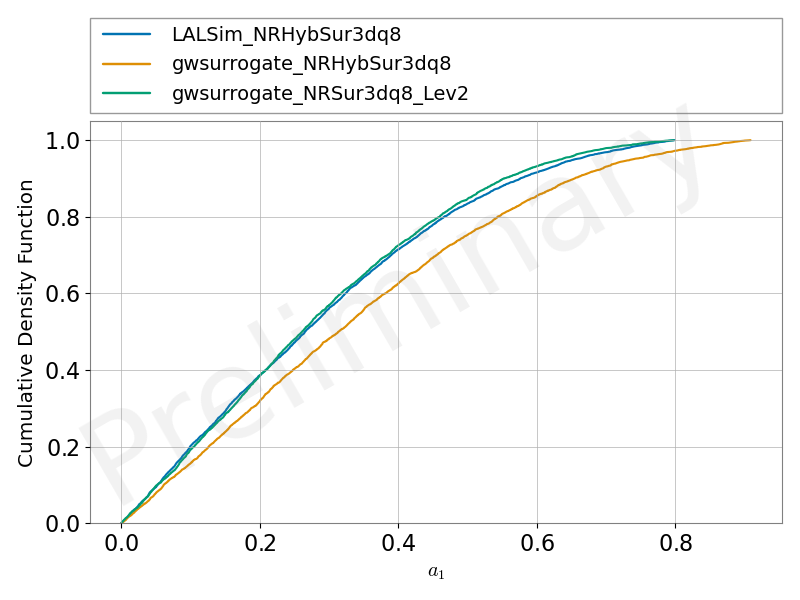 LALSim_NRHybSur3dq8
gwsurrogate_NRHybSur3dq8
gwsurrogate_NRSur3dq8_Lev2
Preliminary
Cumulative Density Function
1.0
0.8
0.6
0.4
0.2
0.0
0.0 0.2 0.4 0.6 0.8
a₁